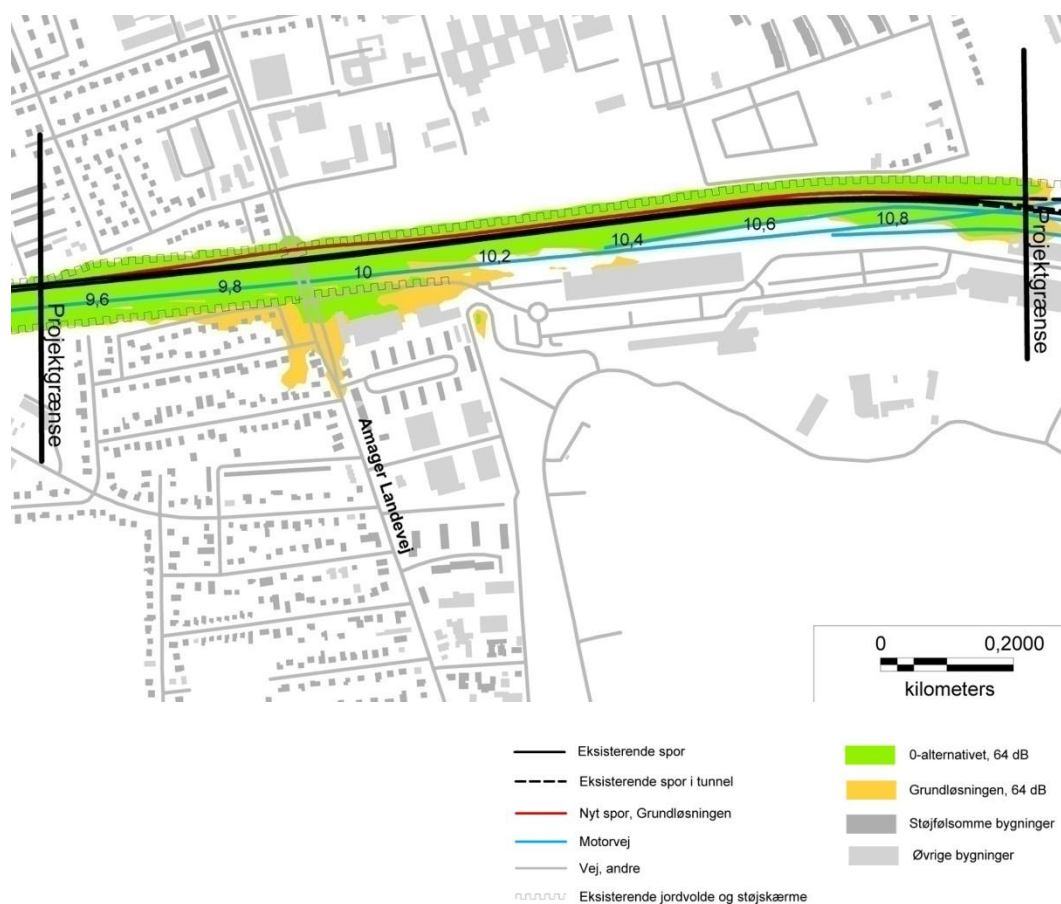 10,6
10,8
10,4
10,2
10
9,8
9,6
Projektgrænse
Projektgrænse
Amager Landevej
0 0,2000
kilometers
Eksisterende spor
Eksisterende spor i tunnel
Nyt spor, Grundløsningen
Motorvej
Vej, andre
Eksisterende jordvolde og støjskærme
0-alternativet, 64 dB
Grundløsningen, 64 dB
Støjfølsomme bygninger
Øvrige bygninger